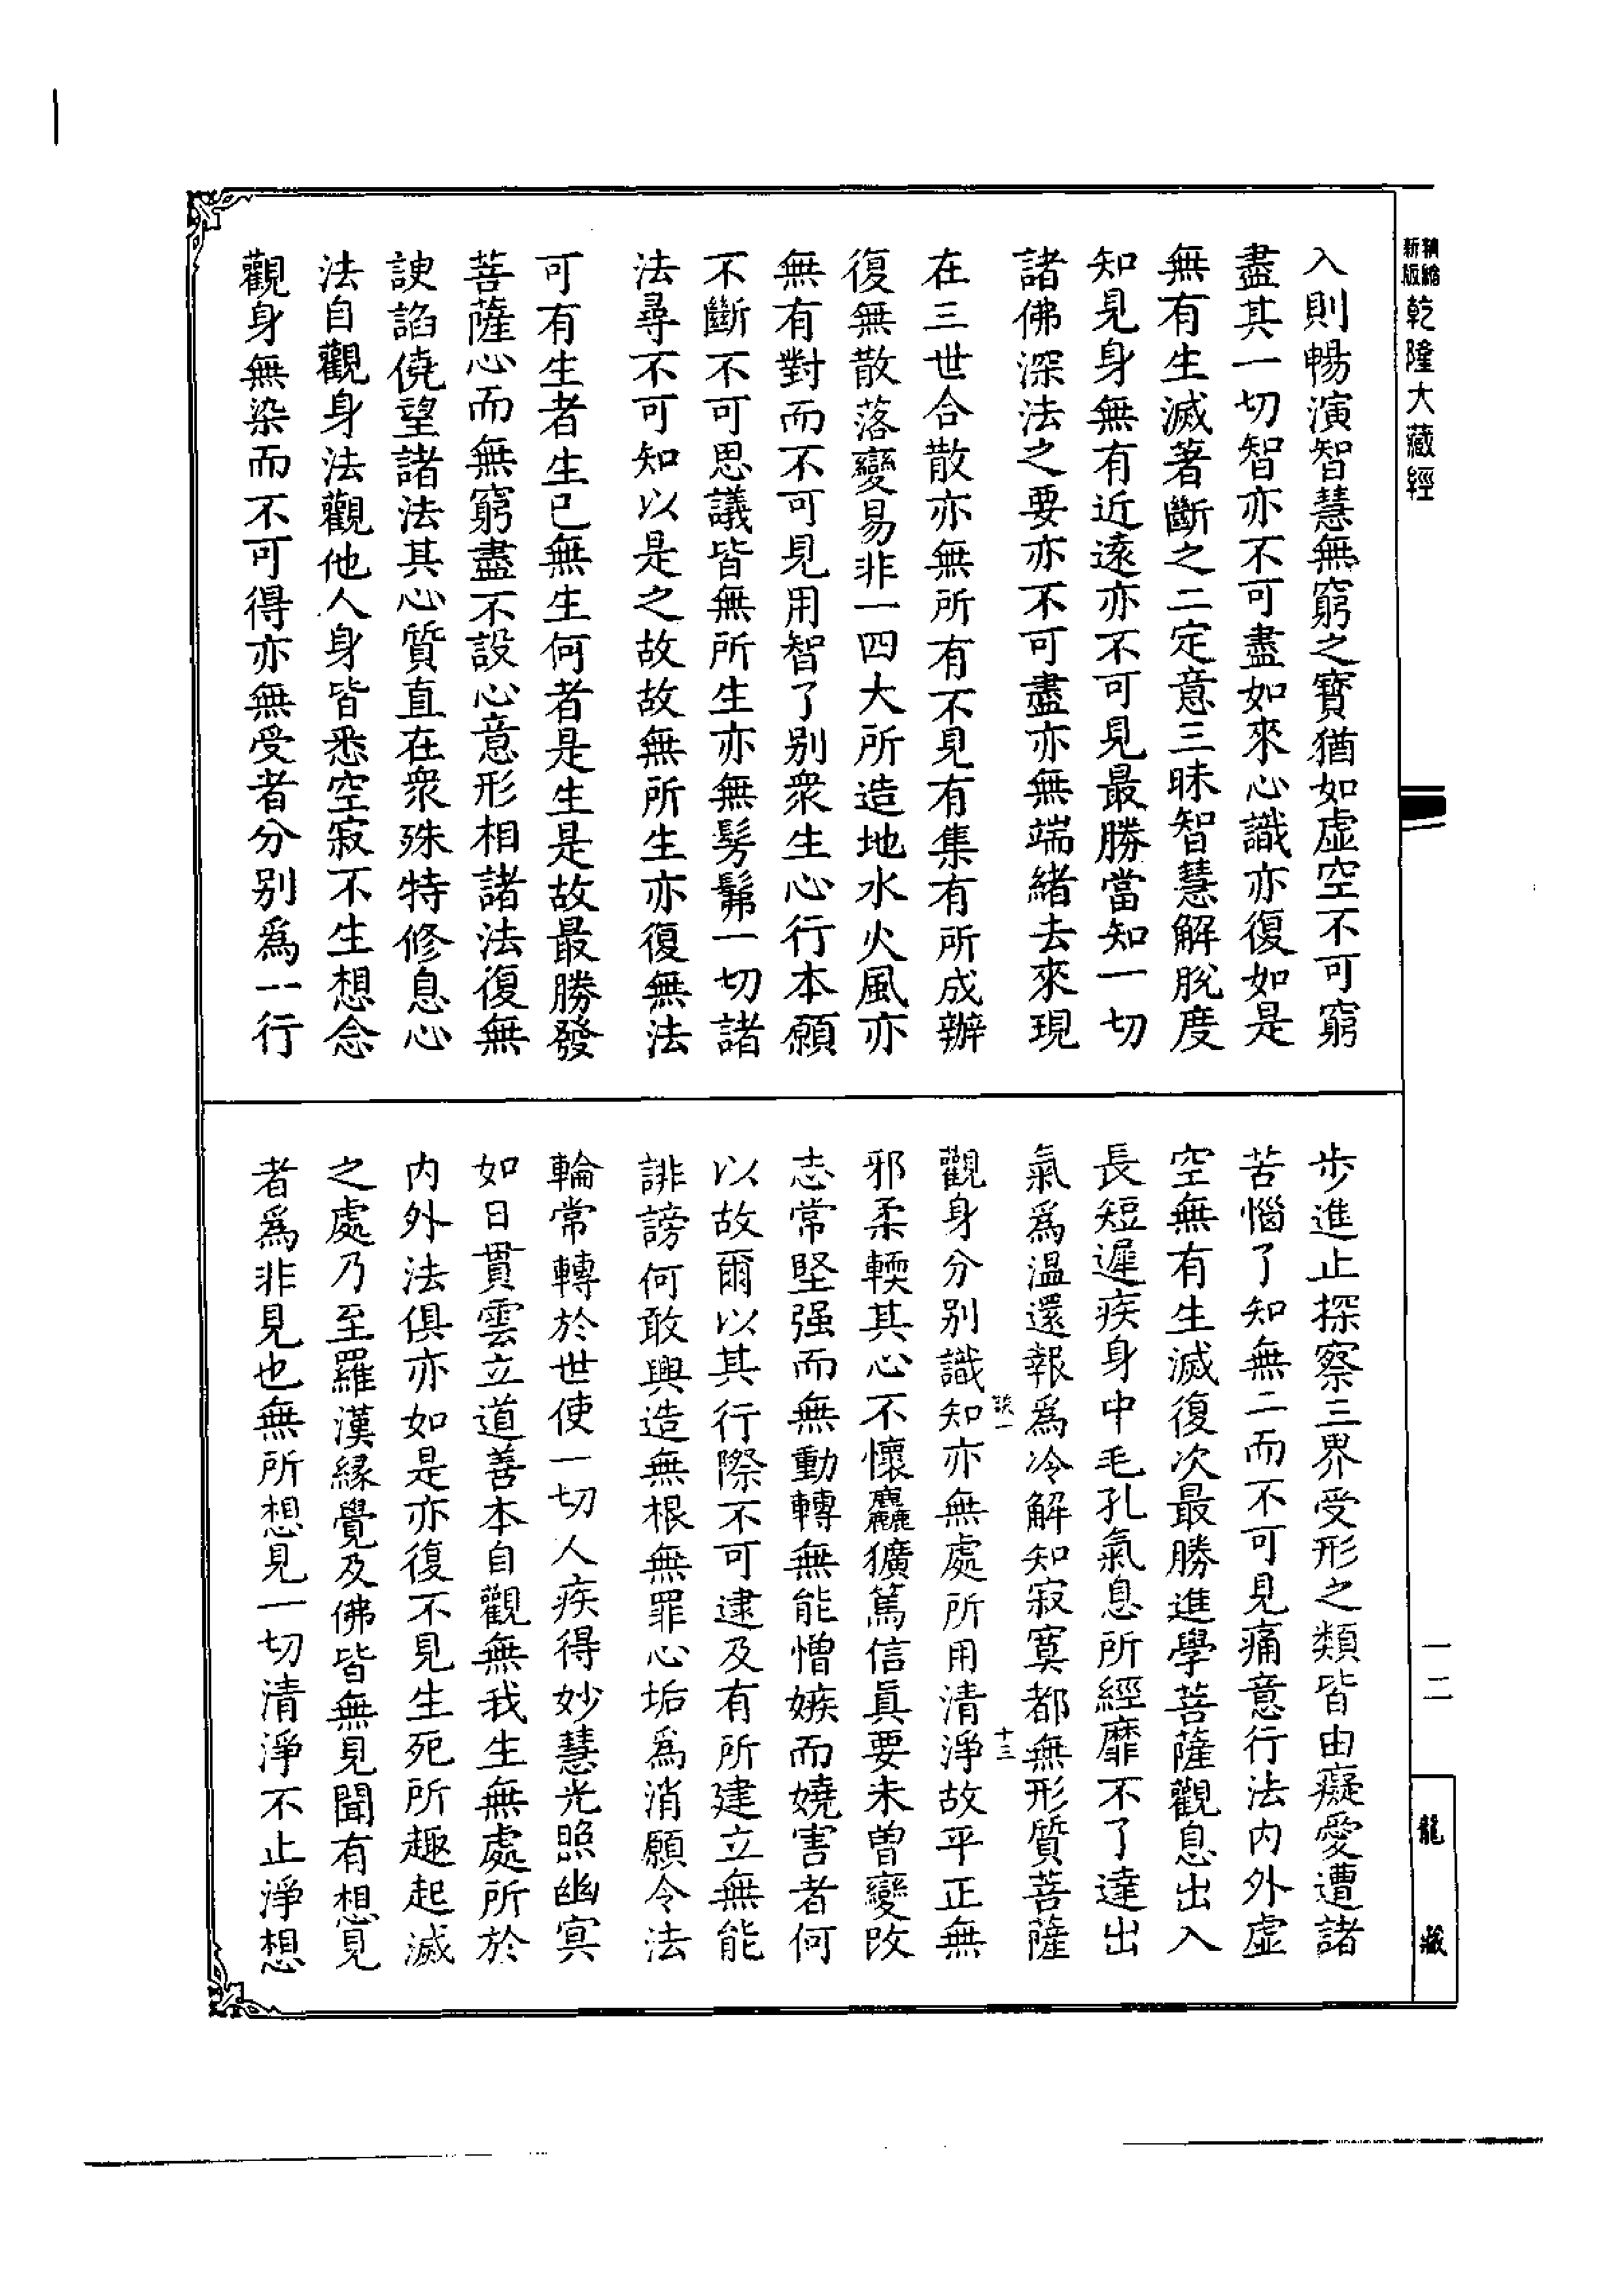 精縮新版乾隆大藏經
入則暢演智慧無窮之寶猶如虛空不可窮
盡其一切智亦不可盡如來心識亦復如是
無有生滅著斷之二定意三昧智慧解脫度
知見身無有近遠亦不可見最勝當知一切
諸佛深法之要亦不可盡亦無端緒去來現
在三世合散亦無所有不見有集有所成辦
復無散落變易非一四大所造地水火風亦
無有對而不可見用智了別衆生心行本願
不斷不可思議皆無所生亦無髣髴一切諸
法尋不可知以是之故故無所生亦復無法
可有生者生已無生何者是生是故最勝發
菩薩心而無窮盡不設心意形相諸法復無
諛諂僥望諸法其心質直在衆殊特修息心
法自觀身法觀他人身皆悉空寂不生想念
觀身無染而不可得亦無受者分別爲一行
步進止探察三界受形之類皆由癡愛遭諸
苦惱了知無二而不可見痛意行法內外虛
空無有生滅復次最勝進學菩薩觀息出入
長短遲疾身中毛孔氣息所經靡不了達出
氣爲溫還報爲冷解知寂寞都無形質菩薩
十三
觀身分別識知亦無處所用清淨故平正無
邪柔輭其心不懷麤獷篤信眞要未曾變改
志常堅强而無動轉無能憎嫉而嬈害者何
以故爾以其行際不可逮及有所建立無能
誹謗何敢興造無根無罪心垢爲消願令法
輪常轉於世使一切人疾得妙慧光照幽冥
如日貫雲立道善本自觀無我生無處所於
内外法俱亦如是亦復不見生死所趣起滅
之處乃至羅漢緣覺及佛皆無見聞有想見
者爲非見也無所想見一切清淨不止淨想
一二
龍藏